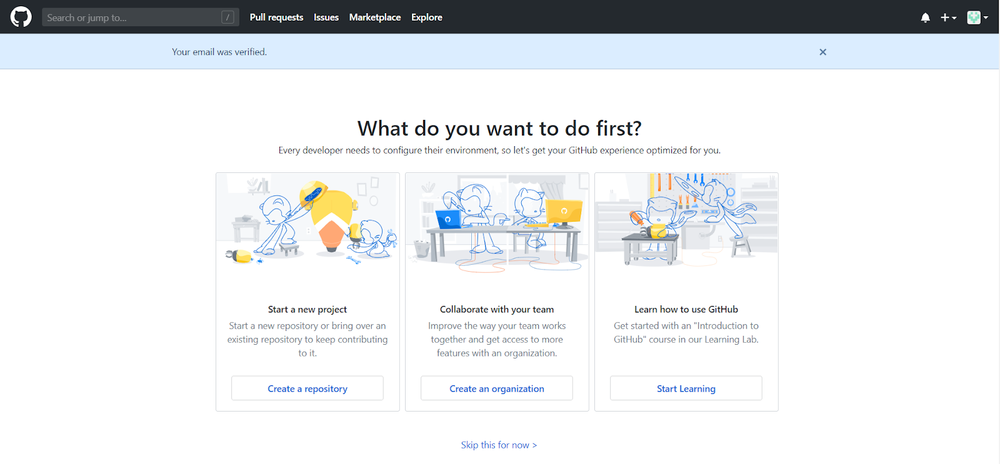 Search or jump to... /
Pull requests Issues Marketplace Explore
Your email was verified.
What do you want to do first?
Every developer needs to configure their environment, so let's get your GitHub experience optimized for you.
Start a new project
Start a new repository or bring over an
existing repository to keep contributing
to it.
Create a repository
Collaborate with your team
Improve the way your team works
together and get access to more
features with an organization.
Create an organization
Learn how to use GitHub
Get started with an "Introduction to
GitHub" course in our Learning Lab.
Start Learning
Skip this for now >